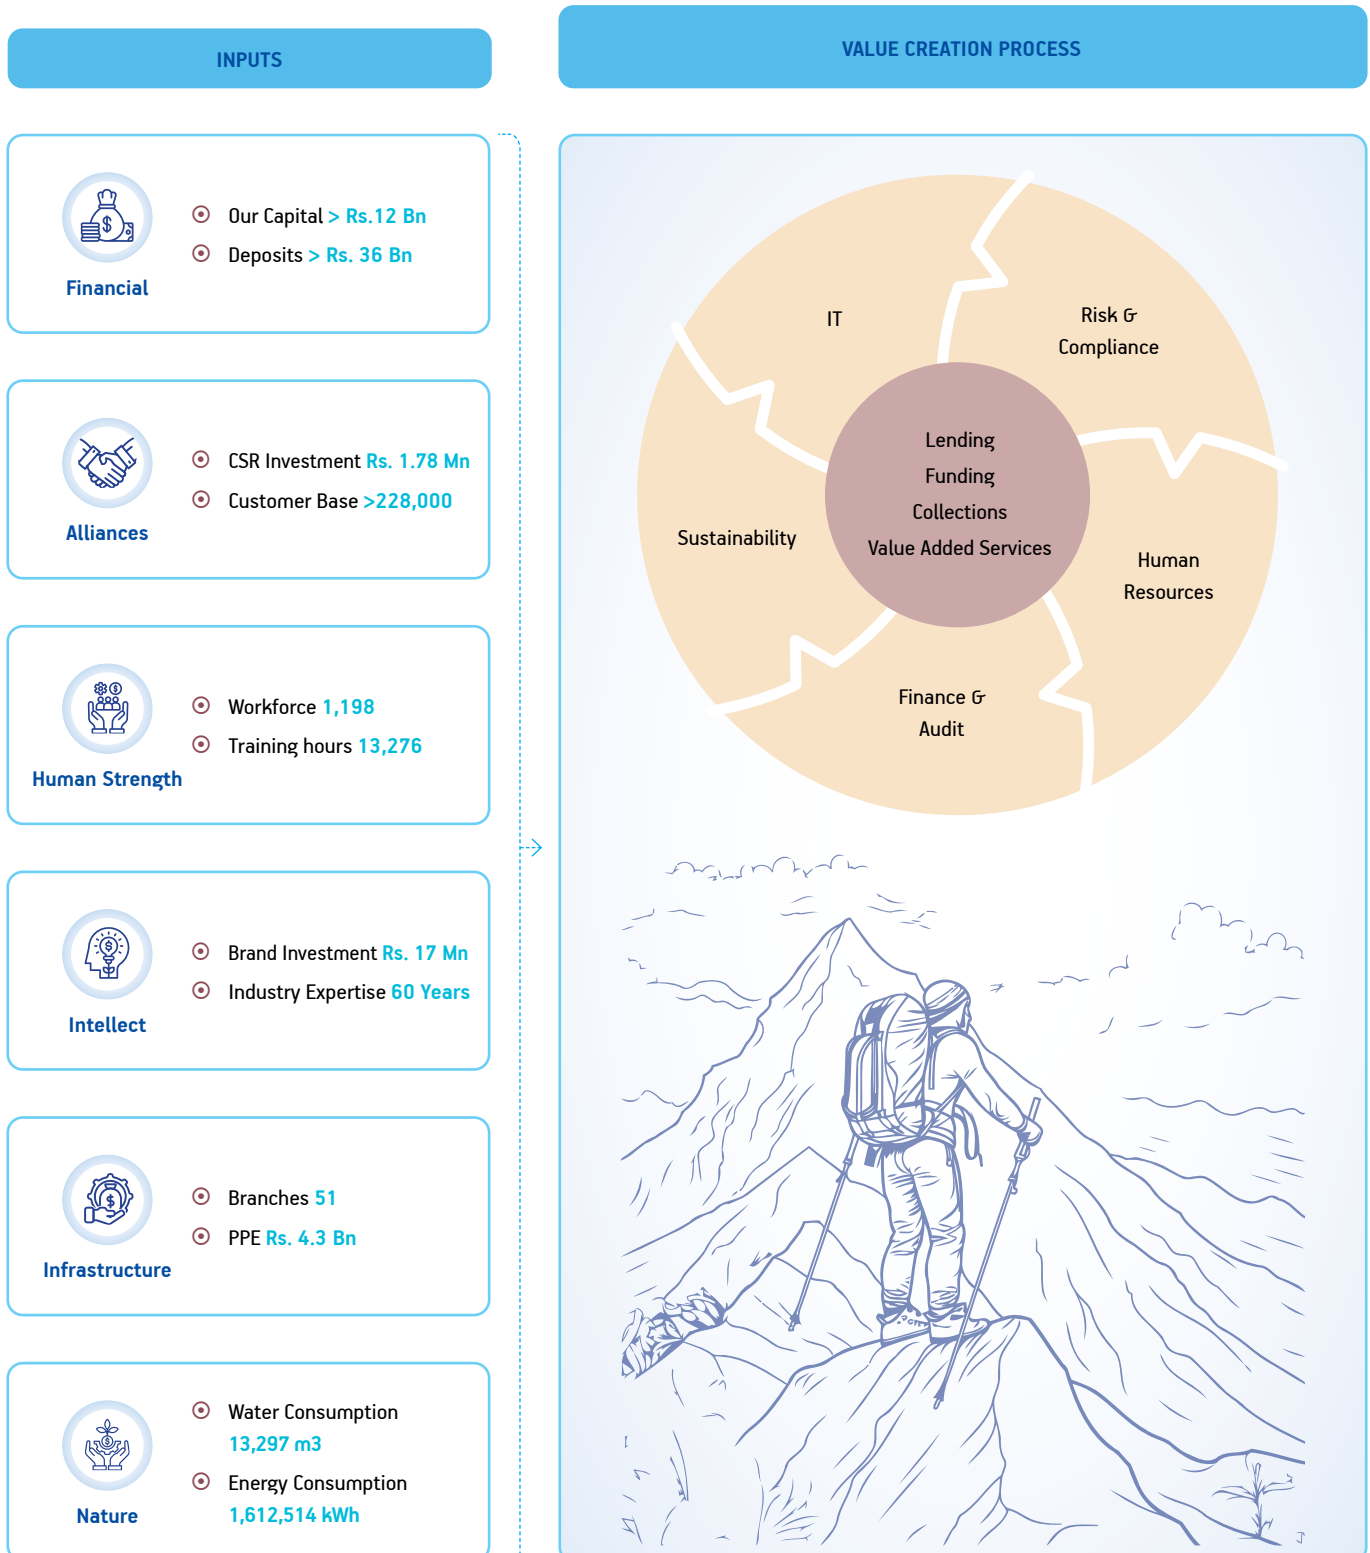 INPUTS
Financial
Our Capital > Rs.12 Bn
Deposits > Rs. 36 Bn
Alliances
CSR Investment Rs. 1.78 Mn
Customer Base >228,000
Human Strength
Workforce 1,198
Training hours 13,276
Intellect
Brand Investment Rs. 17 Mn
Industry Expertise 60 Years
Infrastructure
Branches 51
PPE Rs. 4.3 Bn
Nature
Water Consumption
13,297 m3
Energy Consumption
1,612,514 kWh
VALUE CREATION PROCESS
IT
Risk &
Compliance
Human
Resources
Finance &
Audit
Sustainability
Lending
Funding
Collections
Value Added Services